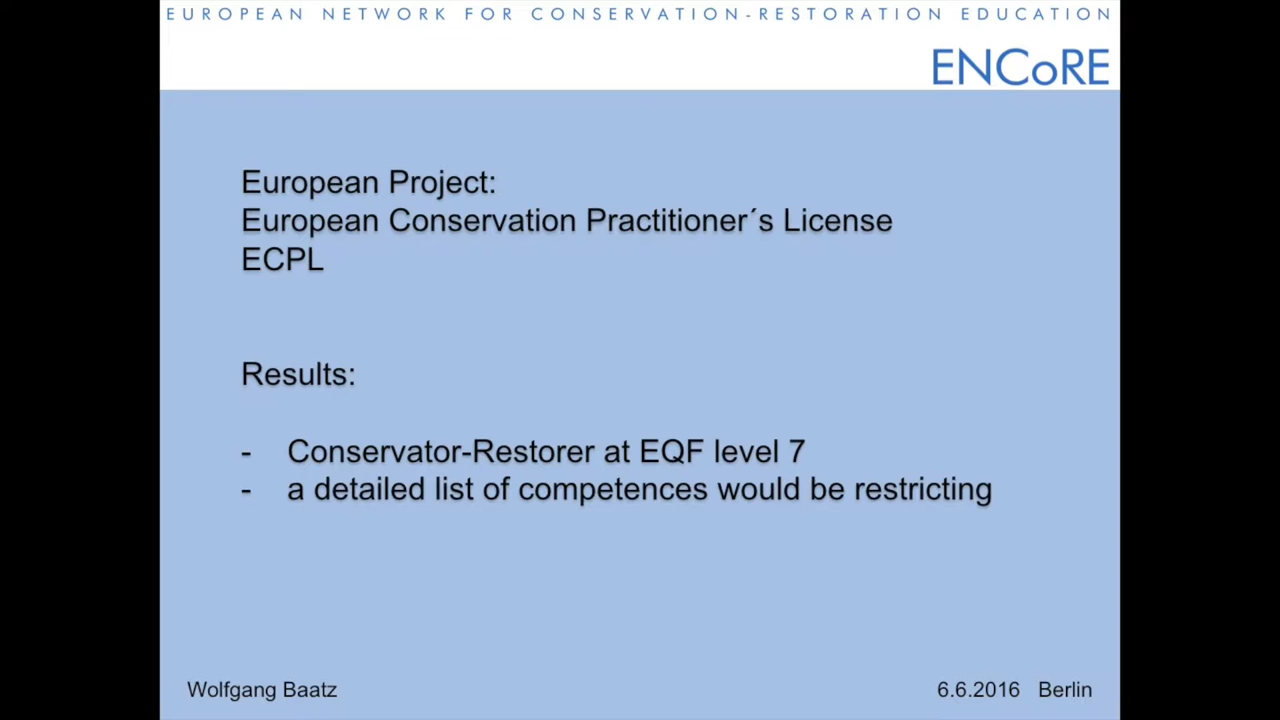 EUROPEAN NETWORK FOR CONSERVATION-RESTORATION EDUCATION
ENCoRE
European Project:
European Conservation Practitioner´s License
ECPL
Results:
- Conservator-Restorer at EQF level 7
- a detailed list of competences would be restricting
Wolfgang Baatz 6.6.2016 Berlin